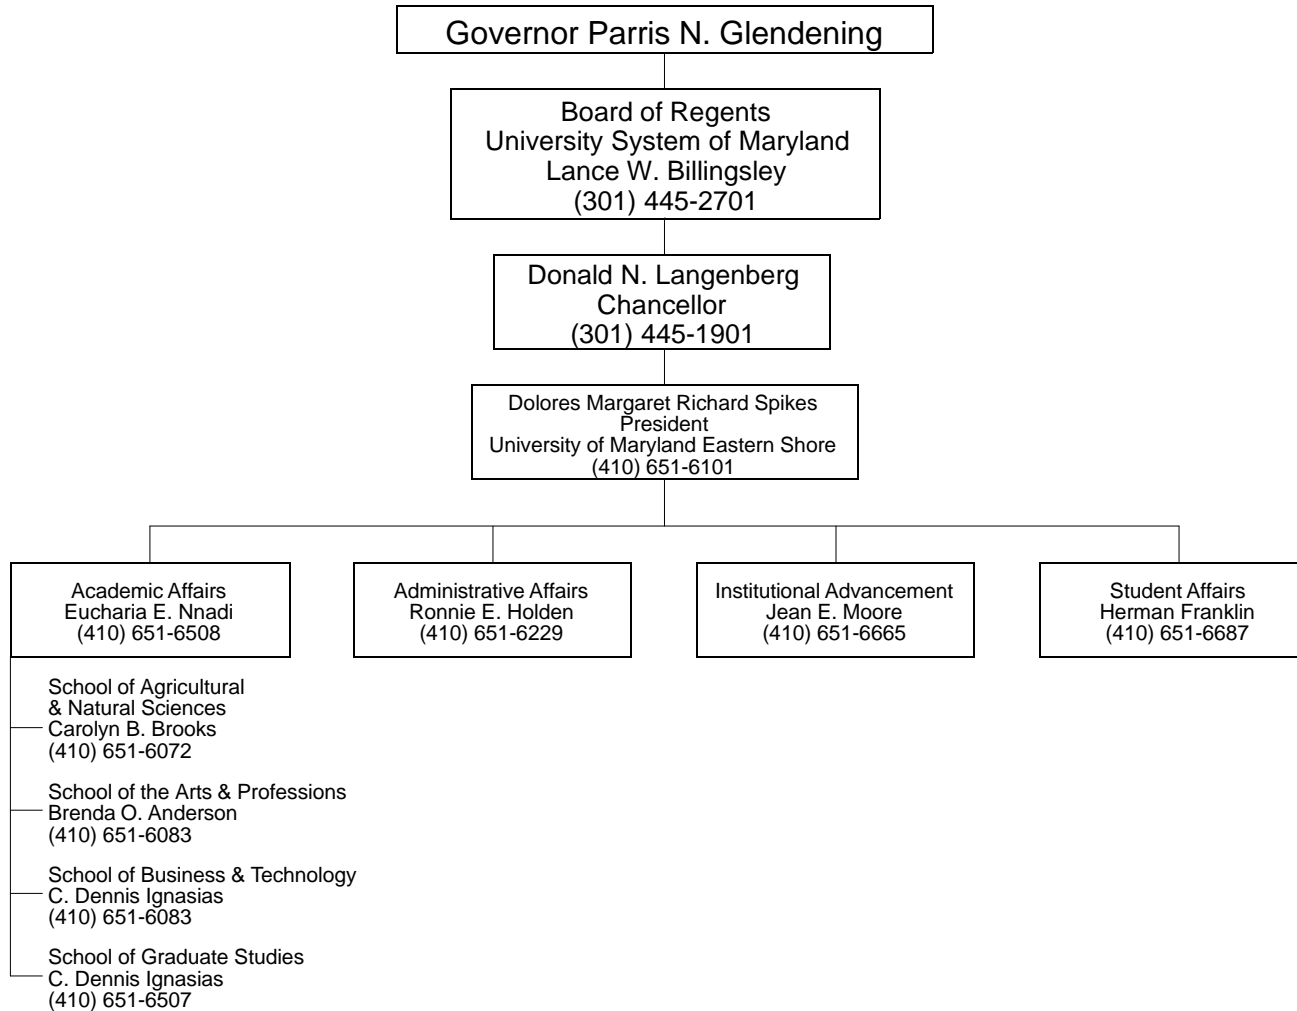 Governor Parris N. Glendening
Board of Regents
University System of Maryland
Lance W. Billingsley
(301) 445-2701
Donald N. Langenberg
Chancellor
(301) 445-1901
Dolores Margaret Richard Spikes
President
University of Maryland Eastern Shore
(410) 651-6101
Academic Affairs
Eucharia E. Nnadi
(410) 651-6508
Administrative Affairs
Ronnie E. Holden
(410) 651-6229
Institutional Advancement
Jean E. Moore
(410) 651-6665
Student Affairs
Herman Franklin
(410) 651-6687
School of Agricultural
& Natural Sciences
Carolyn B. Brooks
(410) 651-6072
School of the Arts & Professions
Brenda O. Anderson
(410) 651-6083
School of Business & Technology
C. Dennis Ignasias
(410) 651-6083
School of Graduate Studies
C. Dennis Ignasias
(410) 651-6507